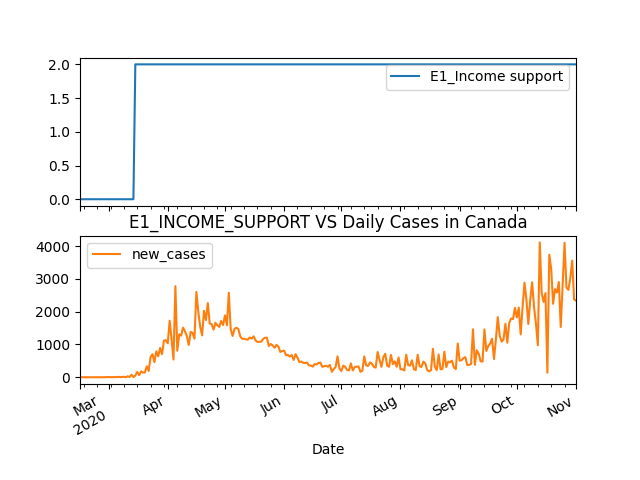 2.0
E1_Income support
1.5
1.0
0.5
0.0
E1_INCOME_SUPPORT VS Daily Cases in Canada
4000
new_cases
3000
2000
1000
0
Mar Apr May Jun Jul Aug Sep Oct Nov
2020
Date